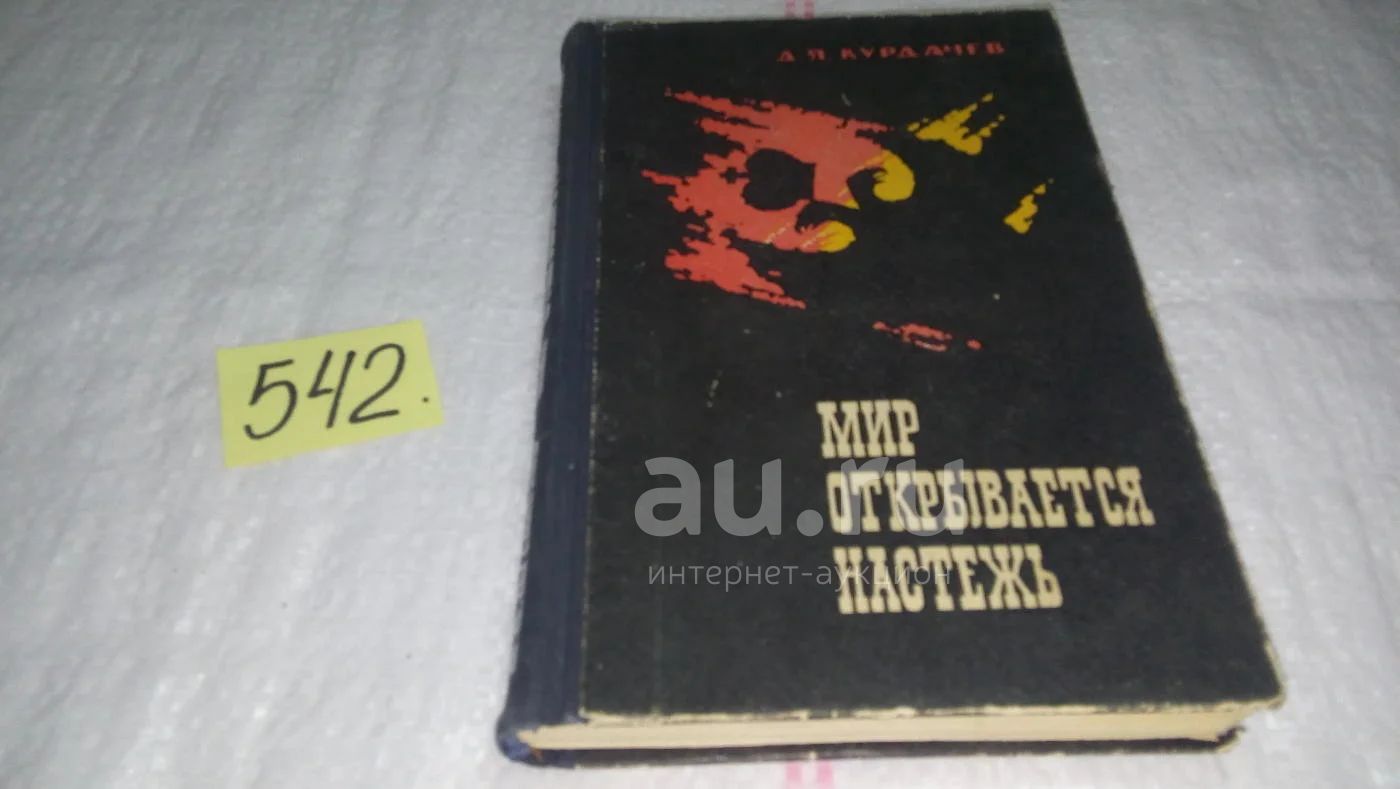 Д. Я. КУРДАЧЕВ
542.
МИР
ОТКРЫВАЕТСЯ
НАСТЕЖЬ
au.ru
интернет-аукцион